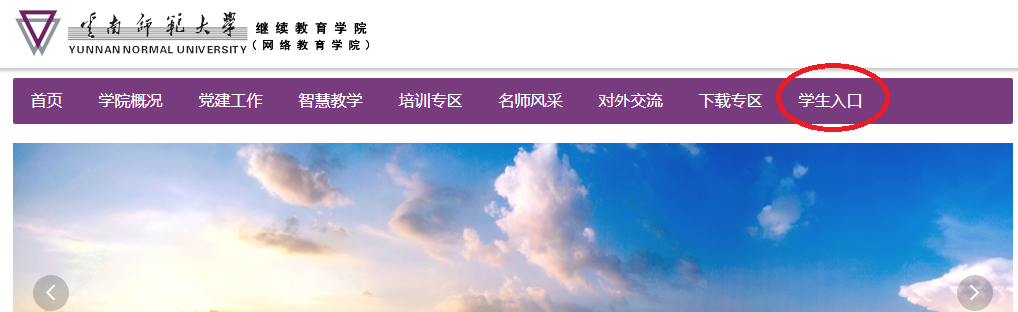 云南师范大学 继续教育学院
YUNNAN NORMAL UNIVERSITY (网络教育学院)
首页 学院概况 党建工作 智慧教学 培训专区 名师风采 对外交流 下载专区 学生入口